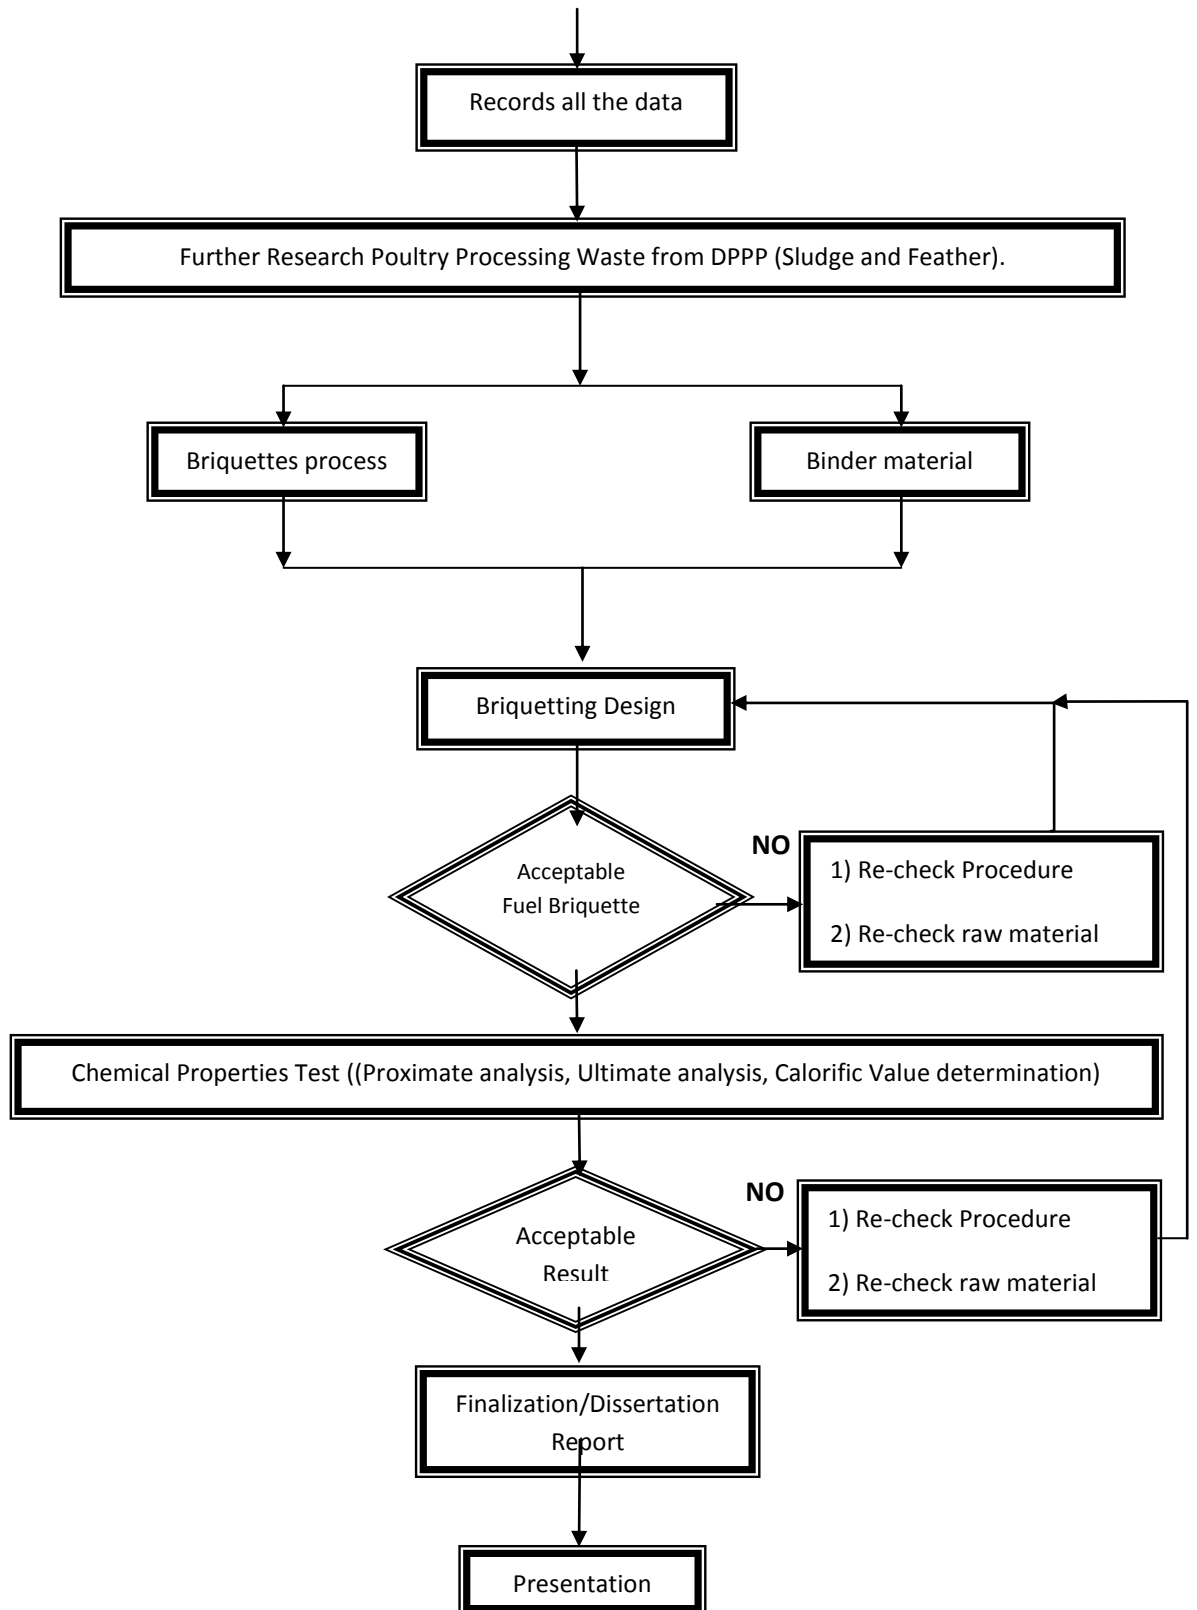 Records all the data
Further Research Poultry Processing Waste from DPPP (Sludge and Feather).
Briquettes process
Binder material
Briquetting Design
Acceptable
Fuel Briquette
NO
1) Re-check Procedure
2) Re-check raw material
Chemical Properties Test ((Proximate analysis, Ultimate analysis, Calorific Value determination)
Acceptable
Result
NO
1) Re-check Procedure
2) Re-check raw material
Finalization/Dissertation
Report
Presentation